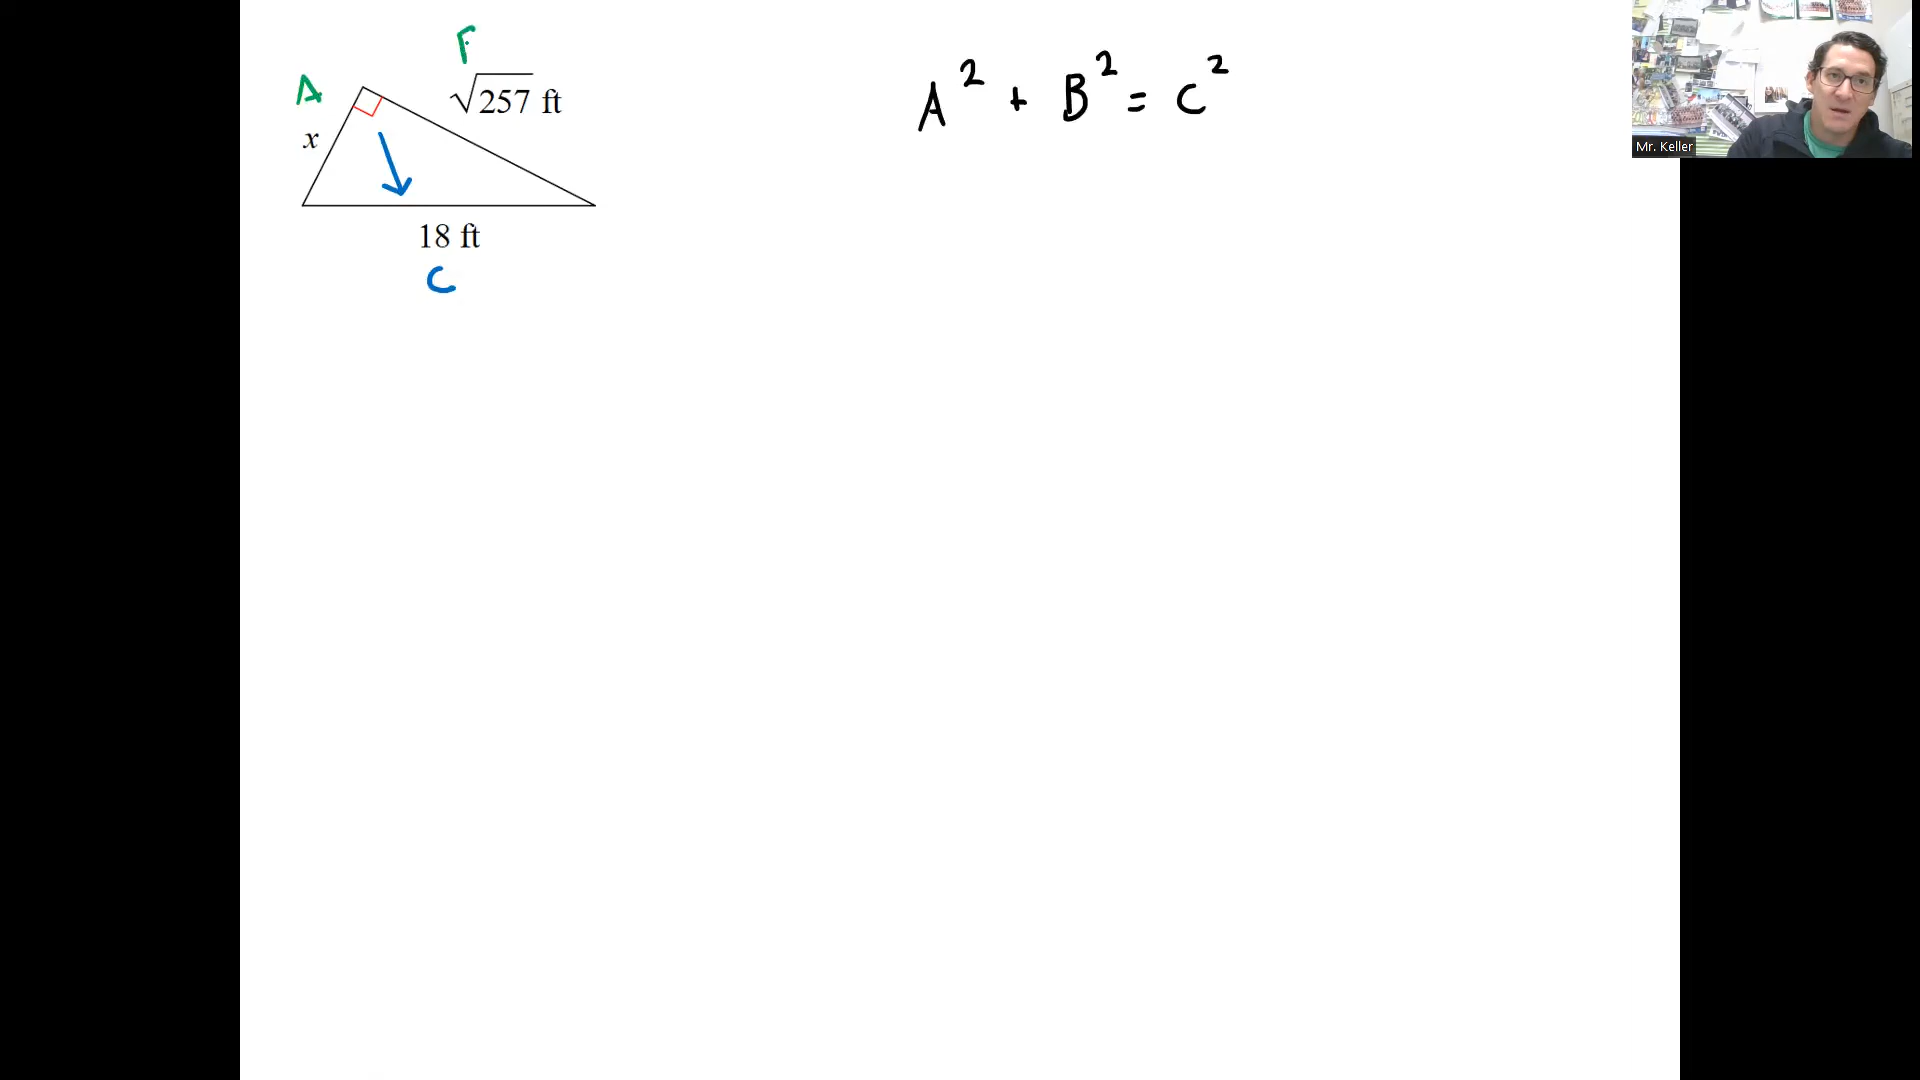 F
A
√257 ft
x
18 ft
C
A² + B² = C²
Mr. Keller